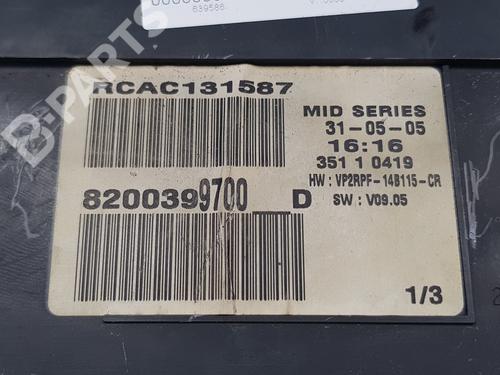 RCAC131587
MID SERIES
31-05-05
16:16
351 1 0419
HW : VP2RPF-14B115-CR
SW : V09.05
8200399700 D
1/3
B-PARTS